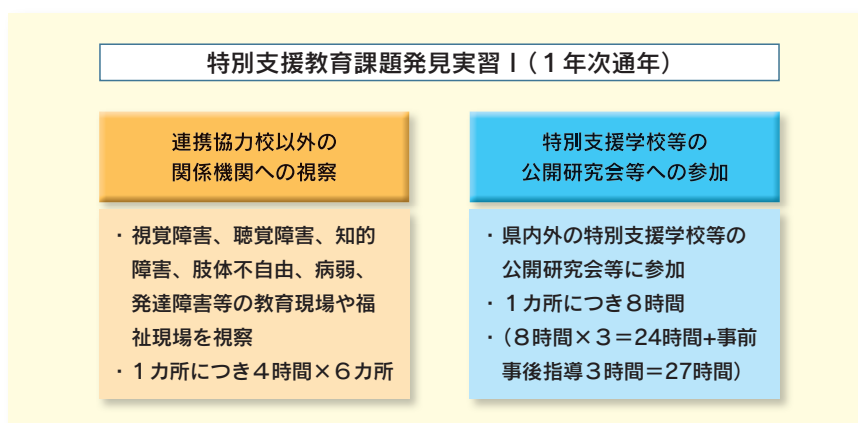 特別支援教育課題発見実習Ⅰ（１年次通年）
連携協力校以外の
関係機関への視察
・視覚障害、聴覚障害、知的
障害、肢体不自由、病弱、
発達障害等の教育現場や福
祉現場を視察
・１カ所につき４時間×６カ所
特別支援学校等の
公開研究会等への参加
・県内外の特別支援学校等の
公開研究会等に参加
・１カ所につき８時間
・（８時間×３＝24時間+事前
事後指導３時間＝27時間）